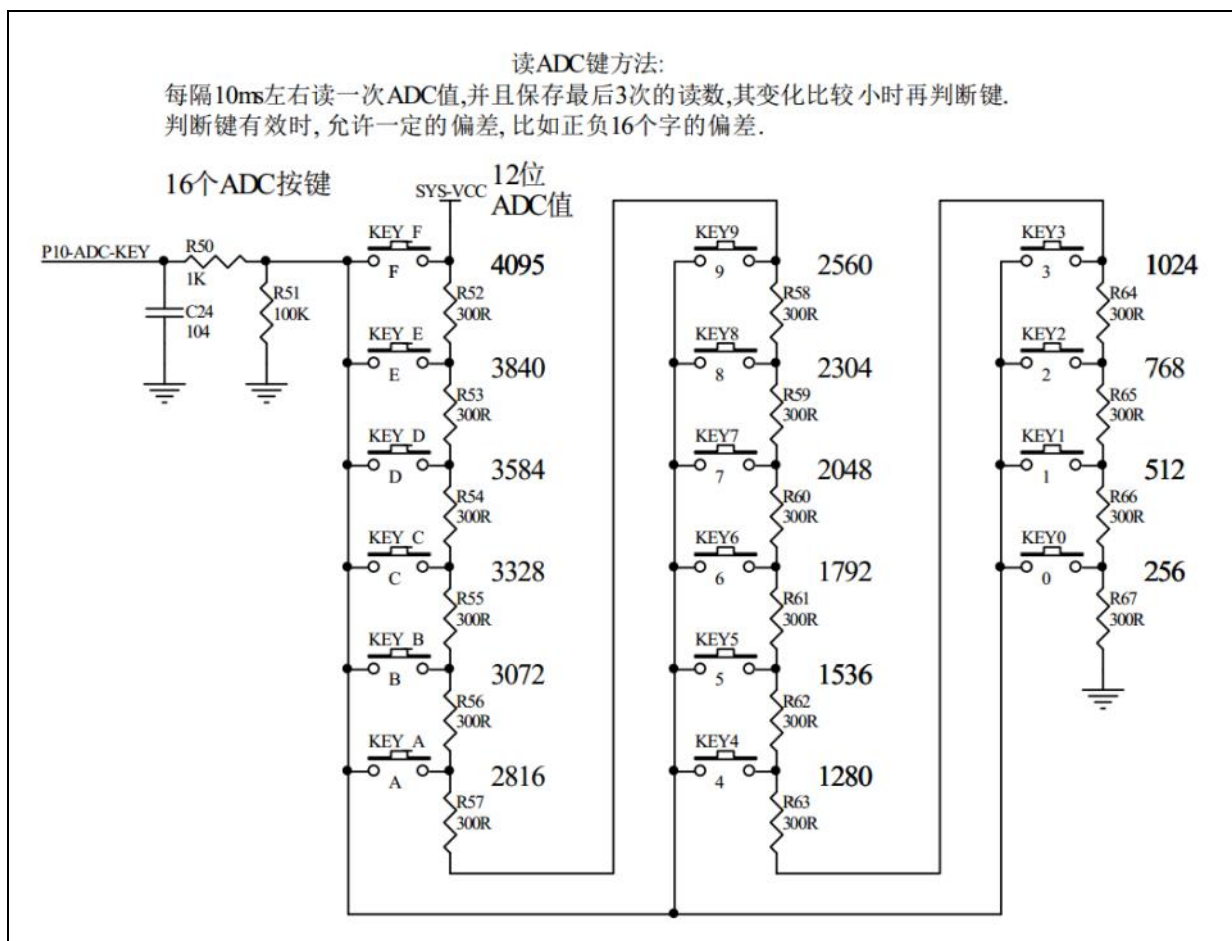 读ADC键方法:
每隔10ms左右读一次ADC值,并且保存最后3次的读数,其变化比较小时再判断键.
判断键有效时, 允许一定的偏差, 比如正负16个字的偏差.
16个ADC按键
SYS-VCC
12位
ADC值
P10-ADC-KEY
R50
1K
C24
104
R51
100K
KEY_F
F
4095
R52
300R
KEY_E
E
3840
R53
300R
KEY_D
D
3584
R54
300R
KEY_C
C
3328
R55
300R
KEY_B
B
3072
R56
300R
KEY_A
A
2816
R57
300R
KEY9
9
2560
R58
300R
KEY8
8
2304
R59
300R
KEY7
7
2048
R60
300R
KEY6
6
1792
R61
300R
KEY5
5
1536
R62
300R
KEY4
4
1280
R63
300R
KEY3
3
1024
R64
300R
KEY2
2
768
R65
300R
KEY1
1
512
R66
300R
KEY0
0
256
R67
300R